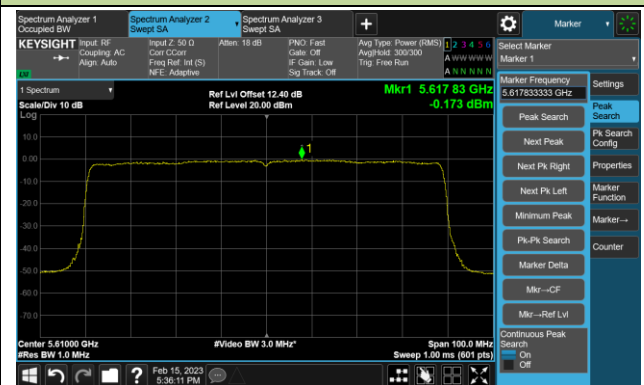 Spectrum Analyzer 1
Occupied BW
Spectrum Analyzer 2
Swept SA
Spectrum Analyzer 3
Swept SA
+
Marker
KEYSIGHT
Input: RF
Coupling: AC
Align: Auto
Input Z: 50 Ω
Corr CCorr
Freq Ref: Int (S)
NFE: Adaptive
Atten: 18 dB
PNO: Fast
Gate: Off
IF Gain: Low
Sig Track: Off
Avg Type: Power (RMS)
Avg|Hold: 300/300
Trig: Free Run
1 2 3 4 5 6
A W W W W W
A N N N N N
Select Marker
Marker 1
1 Spectrum
Scale/Div 10 dB
Log
Ref Lvl Offset 12.40 dB
Ref Level 20.00 dBm
Mkr1 5.617 83 GHz
-0.173 dBm
10.0
0.00
-10.0
-20.0
-30.0
-40.0
-50.0
-60.0
-70.0
1
Center 5.61000 GHz
#Res BW 1.0 MHz
#Video BW 3.0 MHz*
Span 100.0 MHz
Sweep 1.00 ms (601 pts)
Marker Frequency
5.617833333 GHz
Peak Search
Next Peak
Next Pk Right
Next Pk Left
Minimum Peak
Pk-Pk Search
Marker Delta
Mkr→CF
Mkr→Ref Lvl
Continuous Peak
Search
On
Off
Settings
Peak
Search
Pk Search
Config
Properties
Marker
Function
Marker→
Counter
?
Feb 15, 2023
5:36:11 PM